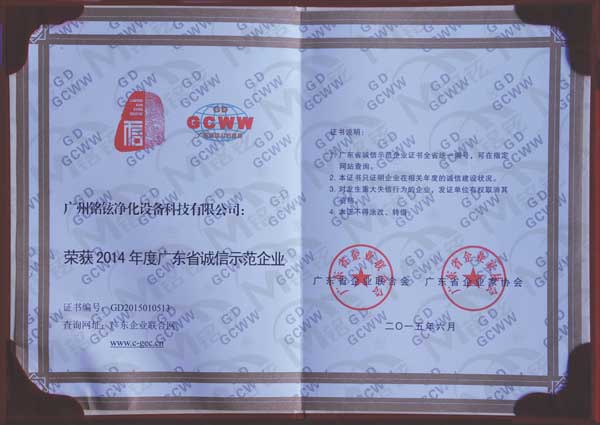 信
GD
GCWW
广州铭铉净化设备科技有限公司:
荣获2014年度广东省诚信示范企业
证书编号: GD2015010513
查询网址: 广东企业联合网
www.c-gec.cn
证书说明:
1. 广东省诚信示范企业证书全省统一编号, 可在指定
网站查询。
2. 本证书只证明企业在相关年度的诚信建设状况。
3. 对发生重大失信行为的企业, 发证单位有权取消其
资格。
4. 本证不得涂改、转借。
广东省企业联合会 广东省企业家协会
二〇一五年六月